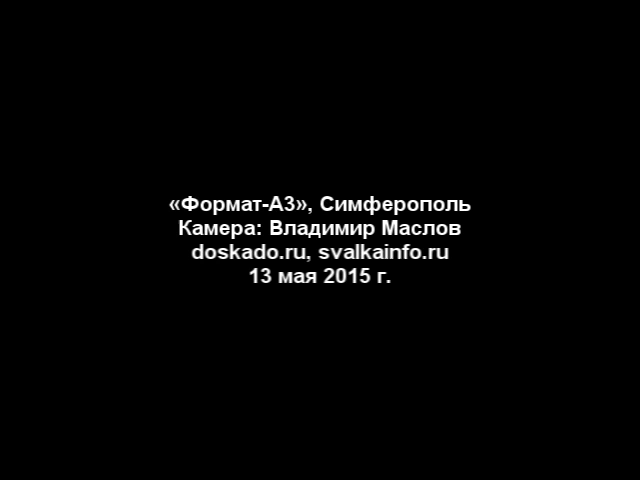 «Формат-А3», Симферополь
Камера: Владимир Маслов
doskado.ru, svalkainfo.ru
13 мая 2015 г.